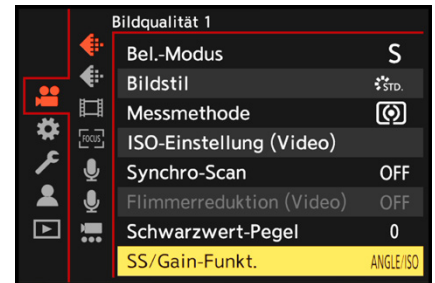 Bildqualität 1
Bel.-Modus S
Bildstil STD.
Messmethode
ISO-Einstellung (Video)
FOCUS
Synchro-Scan OFF
Flimmerreduktion (Video) OFF
Schwarzwert-Pegel 0
SS/Gain-Funkt. ANGLE/ISO